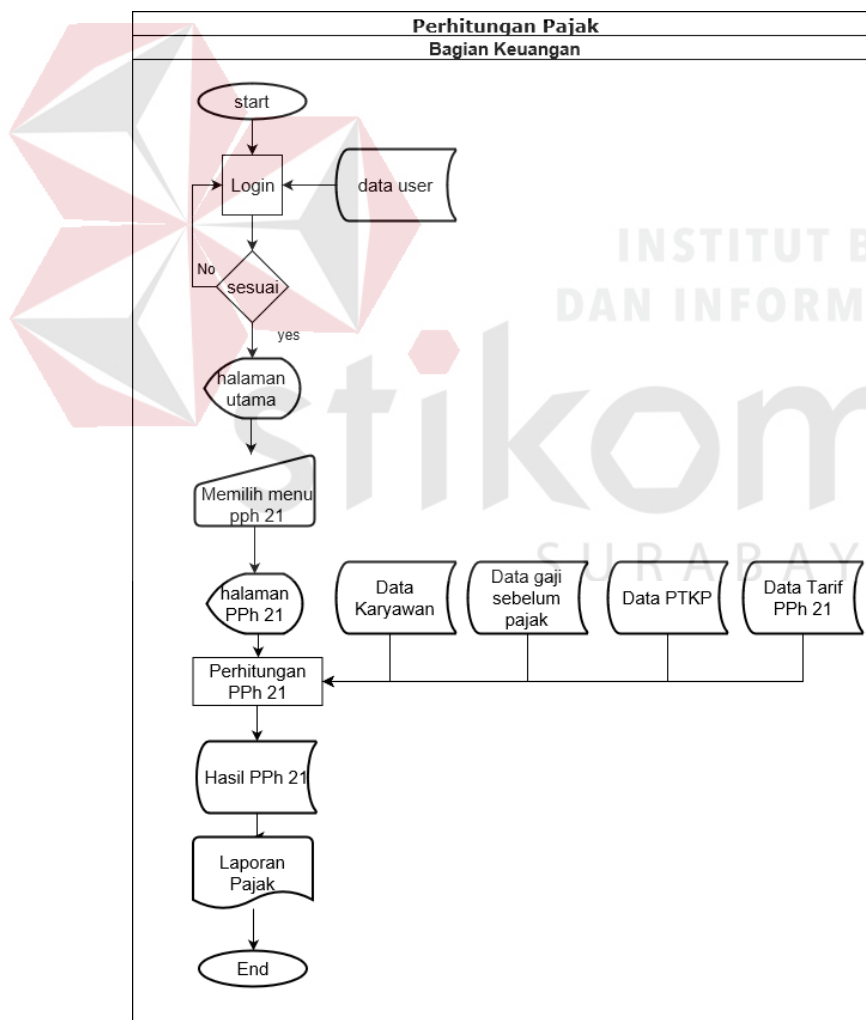 Perhitungan Pajak
Bagian Keuangan
start
Login
data user
No
sesuai
yes
halaman
utama
Memilih menu
pph 21
halaman
PPh 21
Data
Karyawan
Data gaji
sebelum
pajak
Data PTKP
Data Tarif
PPh 21
Perhitungan
PPh 21
Hasil PPh 21
Laporan
Pajak
End
INSTITUT B
DAN INFORM
stikom
SURABAY